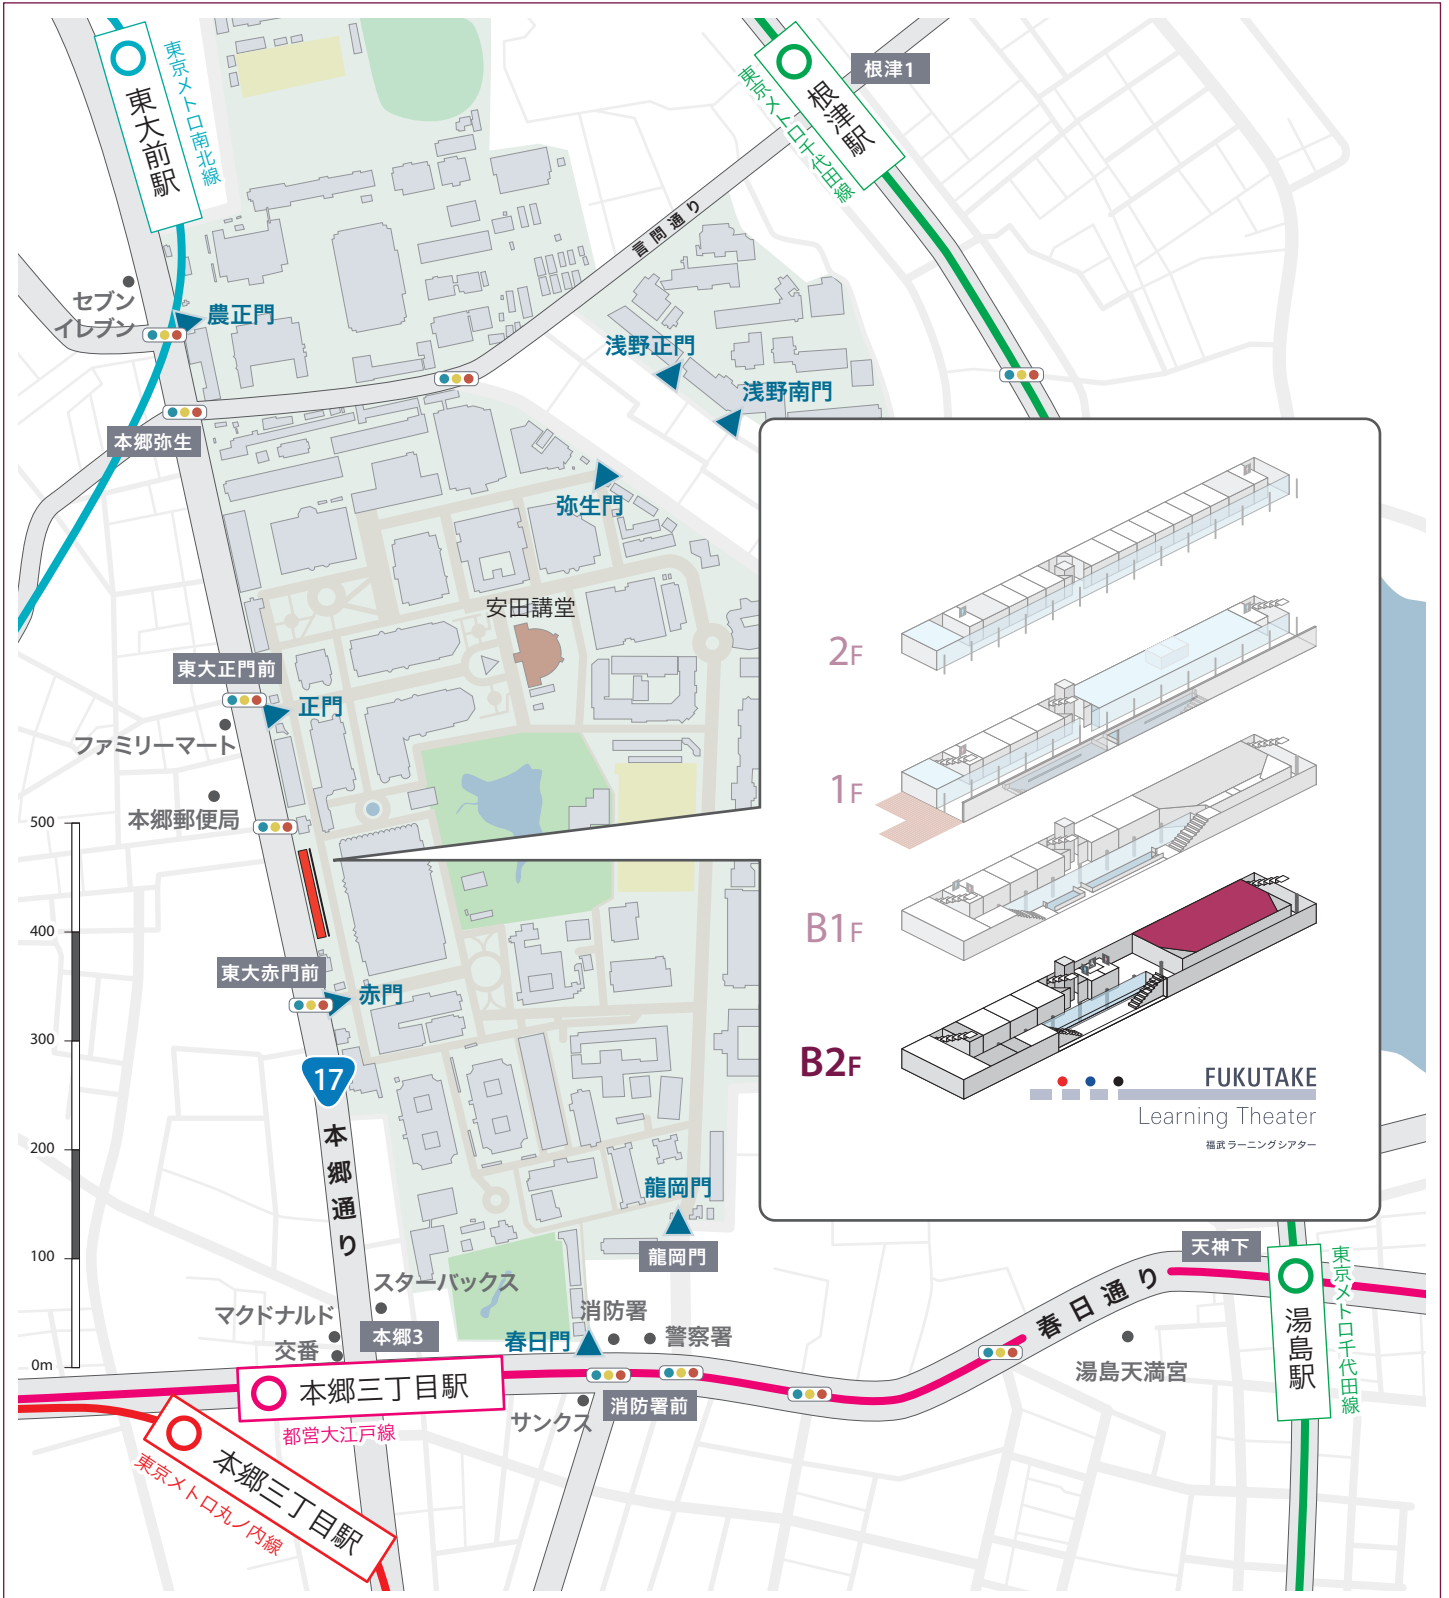 東大前駅
東京メトロ南北線
根津駅
東京メトロ千代田線
根津1
言問通り
セブン
イレブン
農正門
浅野正門
浅野南門
本郷弥生
弥生門
安田講堂
東大正門前
正門
ファミリーマート
本郷郵便局
東大赤門前
赤門
17
本郷通り
500
400
300
200
100
0m
2F
1F
B1F
B2F
FUKUTAKE
Learning Theater
福武ラーニングシアター
龍岡門
龍岡門
天神下
湯島駅
東京メトロ千代田線
春日通り
湯島天満宮
スターバックス
マクドナルド
交番
本郷3
消防署
警察署
春日門
消防署前
サンクス
本郷三丁目駅
都営大江戸線
本郷三丁目駅
東京メトロ丸ノ内線